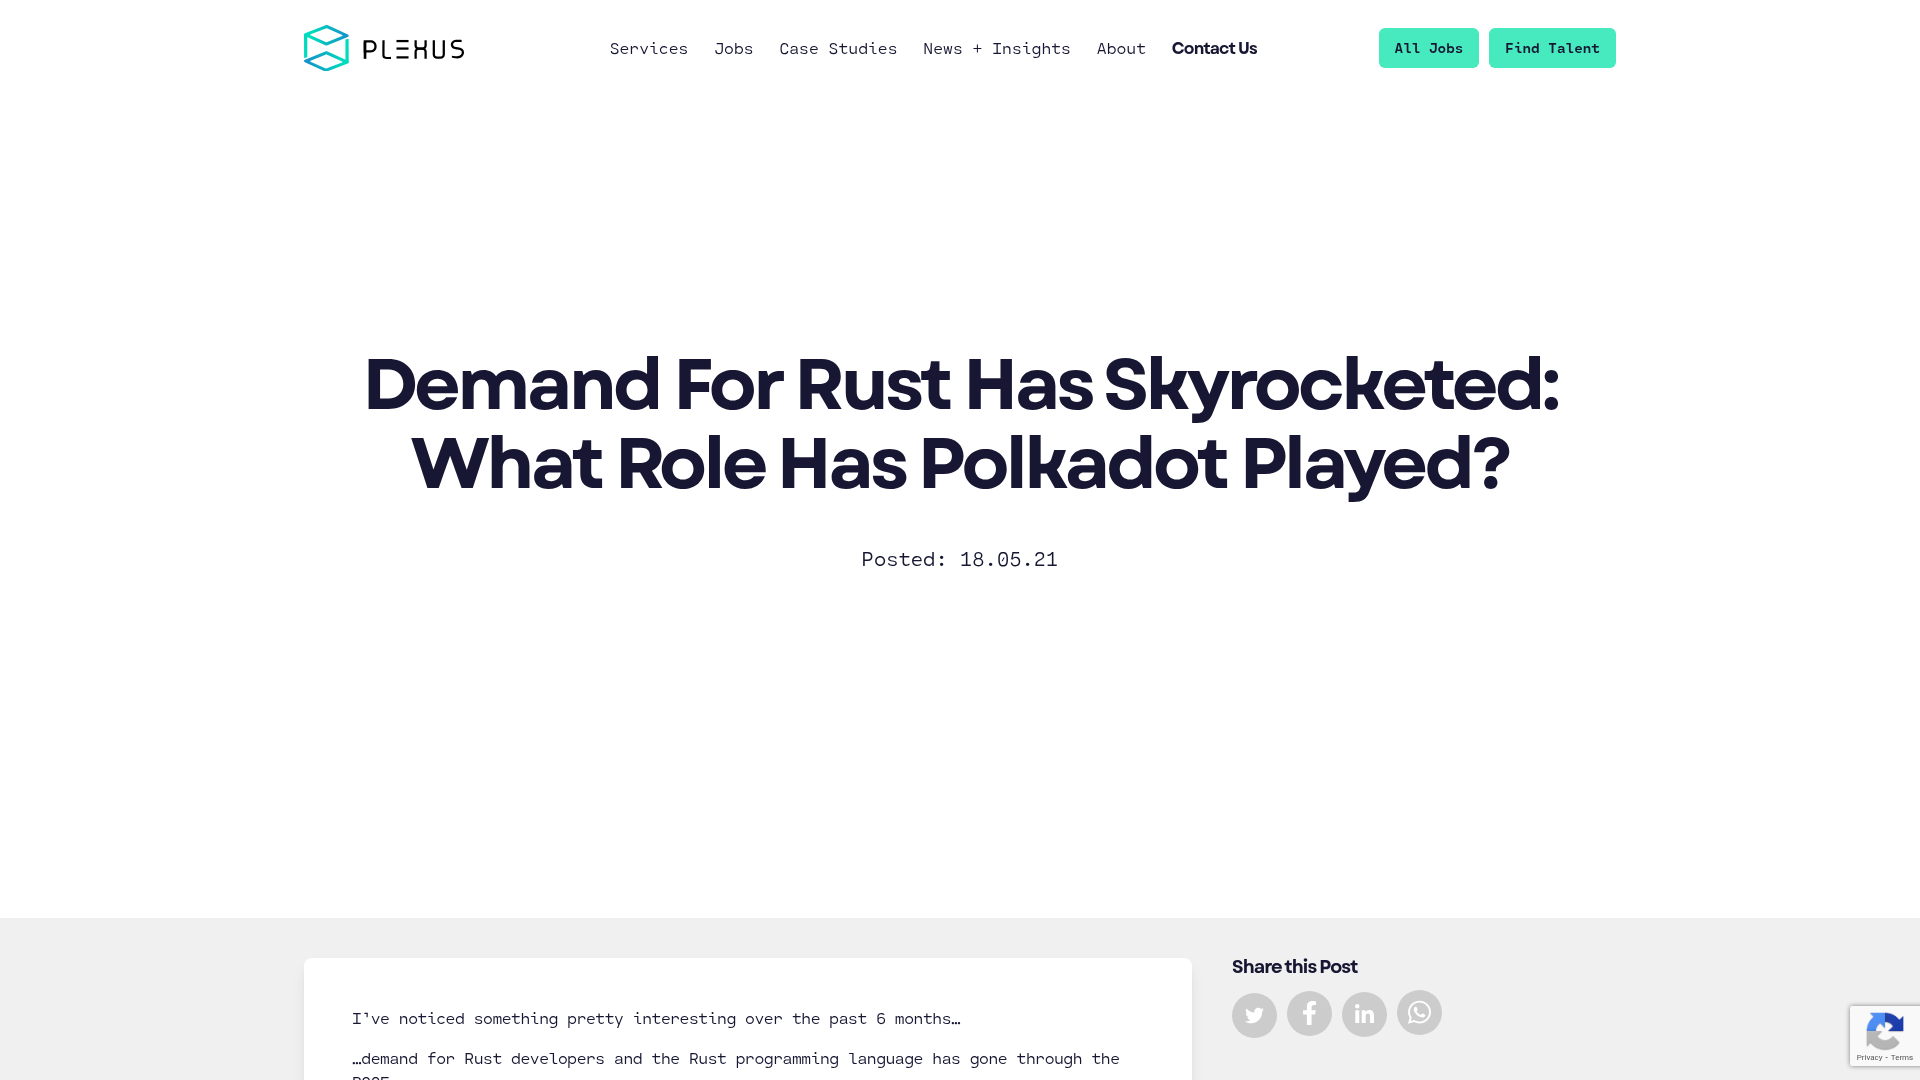 PLEXUS
Services Jobs Case Studies News + Insights About Contact Us
All Jobs Find Talent
Demand For Rust Has Skyrocketed:
What Role Has Polkadot Played?
Posted: 18.05.21
Share this Post
I’ve noticed something pretty interesting over the past 6 months…
…demand for Rust developers and the Rust programming language has gone through the
Privacy - Terms